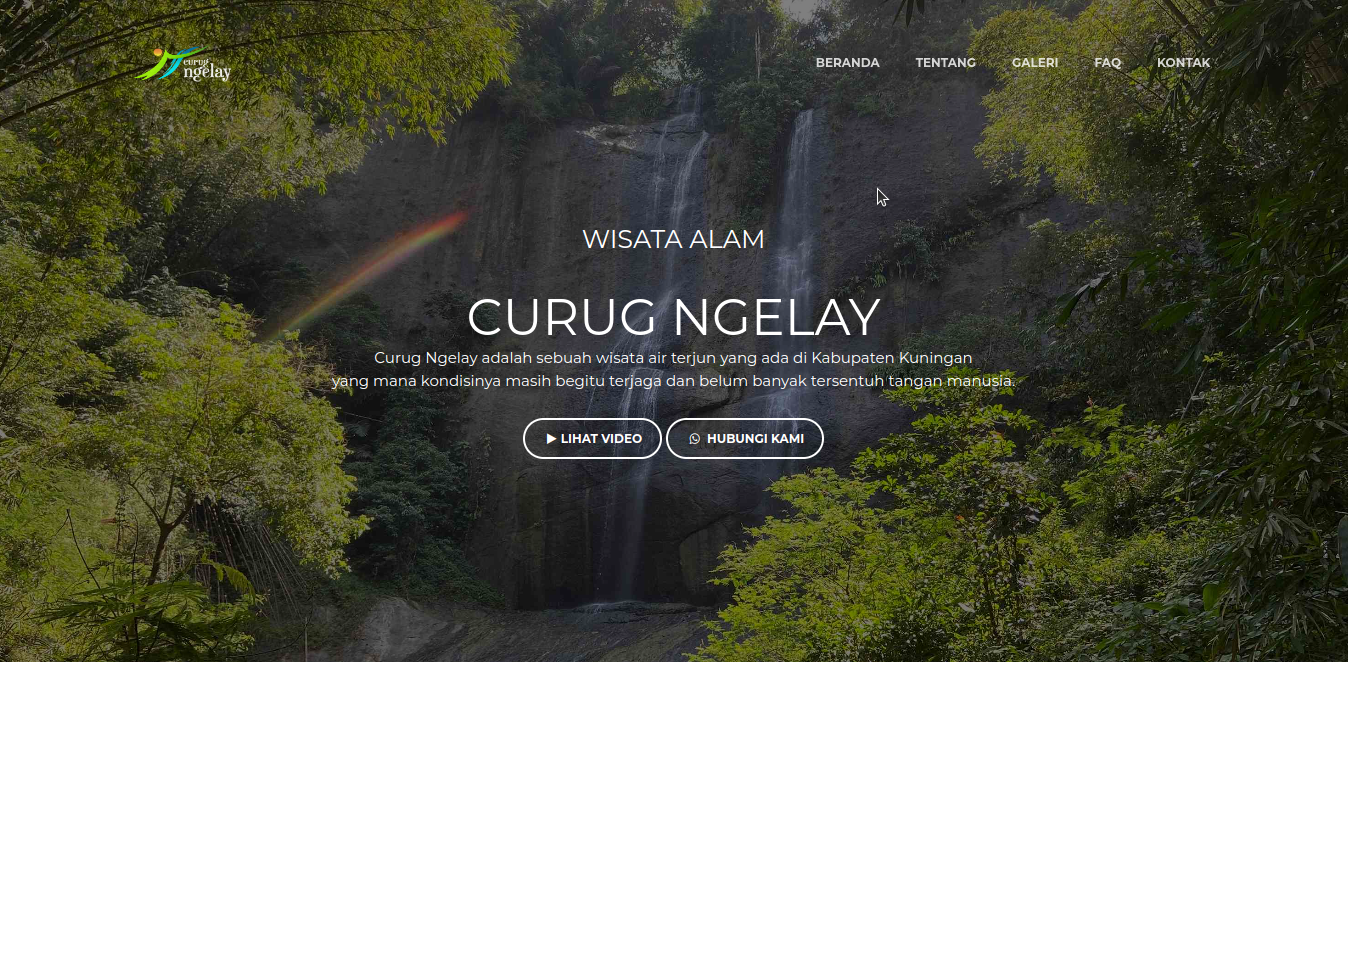 curug
ngelay
BERANDA TENTANG GALERI FAQ KONTAK
WISATA ALAM
CURUG NGELAY
Curug Ngelay adalah sebuah wisata air terjun yang ada di Kabupaten Kuningan
yang mana kondisinya masih begitu terjaga dan belum banyak tersentuh tangan manusia.
LIHAT VIDEO HUBUNGI KAMI